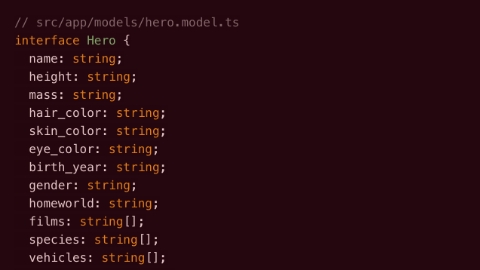 // src/app/models/hero.model.ts
interface Hero {
  name: string;
  height: string;
  mass: string;
  hair_color: string;
  skin_color: string;
  eye_color: string;
  birth_year: string;
  gender: string;
  homeworld: string;
  films: string[];
  species: string[];
  vehicles: string[];